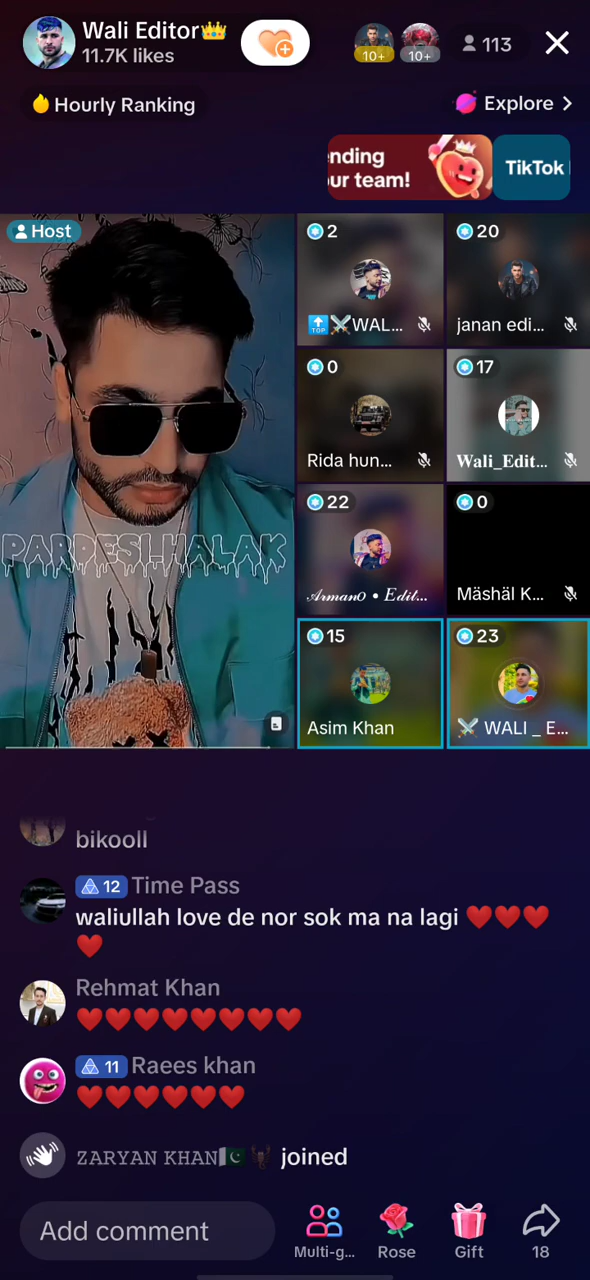 Wali Editor👑
11.7K likes
10+
10+
113
🔥Hourly Ranking
Explore >
ending
our team!
TikTok
Host
2
20
🔝⚔️WAL...
janan edi...
0
17
Rida hun...
𝐖𝐚𝐥𝐢_𝐄𝐝𝐢𝐭...
22
0
𝒜𝓇𝓂𝒶𝓃𝑜 • 𝐸𝒹𝒾𝓉...
Mäshäl K...
15
23
Asim Khan
⚔️ WALI _ E...
PARDESI.HALAK
bikooll
12 Time Pass
waliullah love de nor sok ma na lagi ❤️❤️❤️
❤️
Rehmat Khan
❤️❤️❤️❤️❤️❤️❤️❤️
11 Raees khan
❤️❤️❤️❤️❤️❤️
𝚉𝙰𝚁𝚈𝙰𝙽 𝙺𝙷𝙰𝙽🇵🇰🦅 joined
Add comment
Multi-g...
Rose
Gift
18